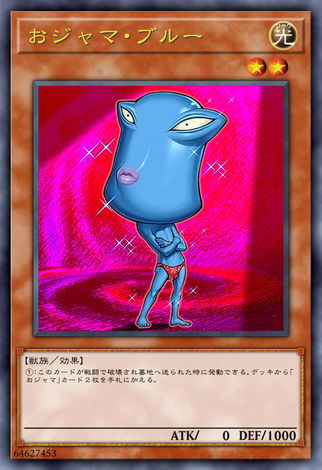 おジャマ・ブルー
光
【獣族／効果】
①：このカードが戦闘で破壊され墓地へ送られた時に発動できる。デッキから「
おジャマ」カード２枚を手札に加える。
ATK/ 0 DEF/1000
64627453